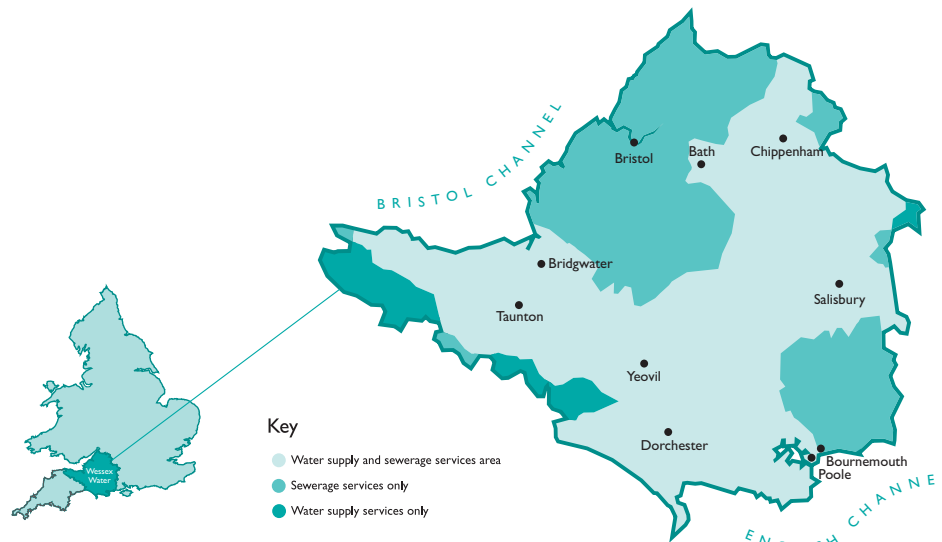 BRISTOL CHANNEL
Bristol
Bath
Chippenham
Bridgwater
Taunton
Salisbury
Yeovil
Dorchester
Bournemouth
Poole
Wessex
Water
Key
Water supply and sewerage services area
Sewerage services only
Water supply services only
CHANNE